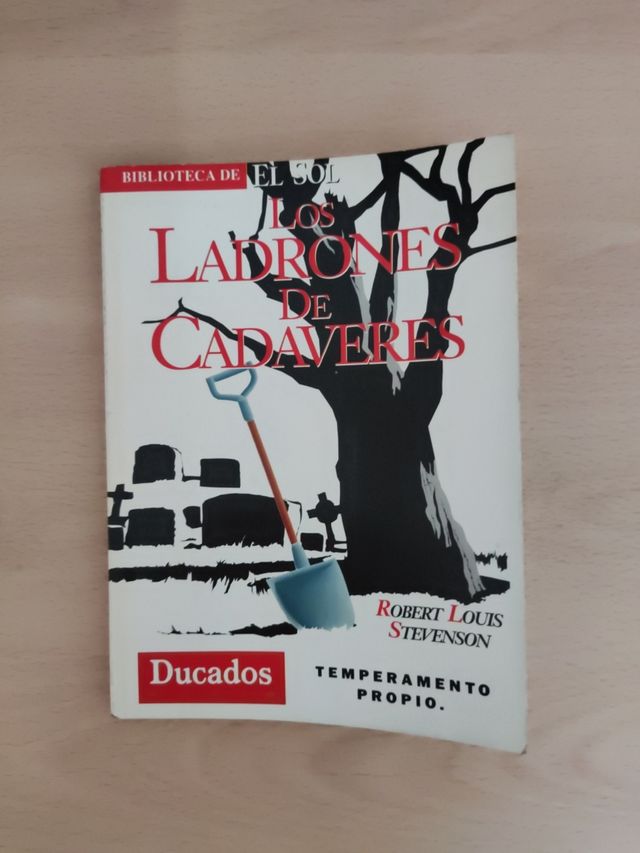 BIBLIOTECA DE EL SOL
LOS
LADRONES
DE
CADAVERES
ROBERT LOUIS
STEVENSON
Ducados
TEMPERAMENTO
PROPIO.